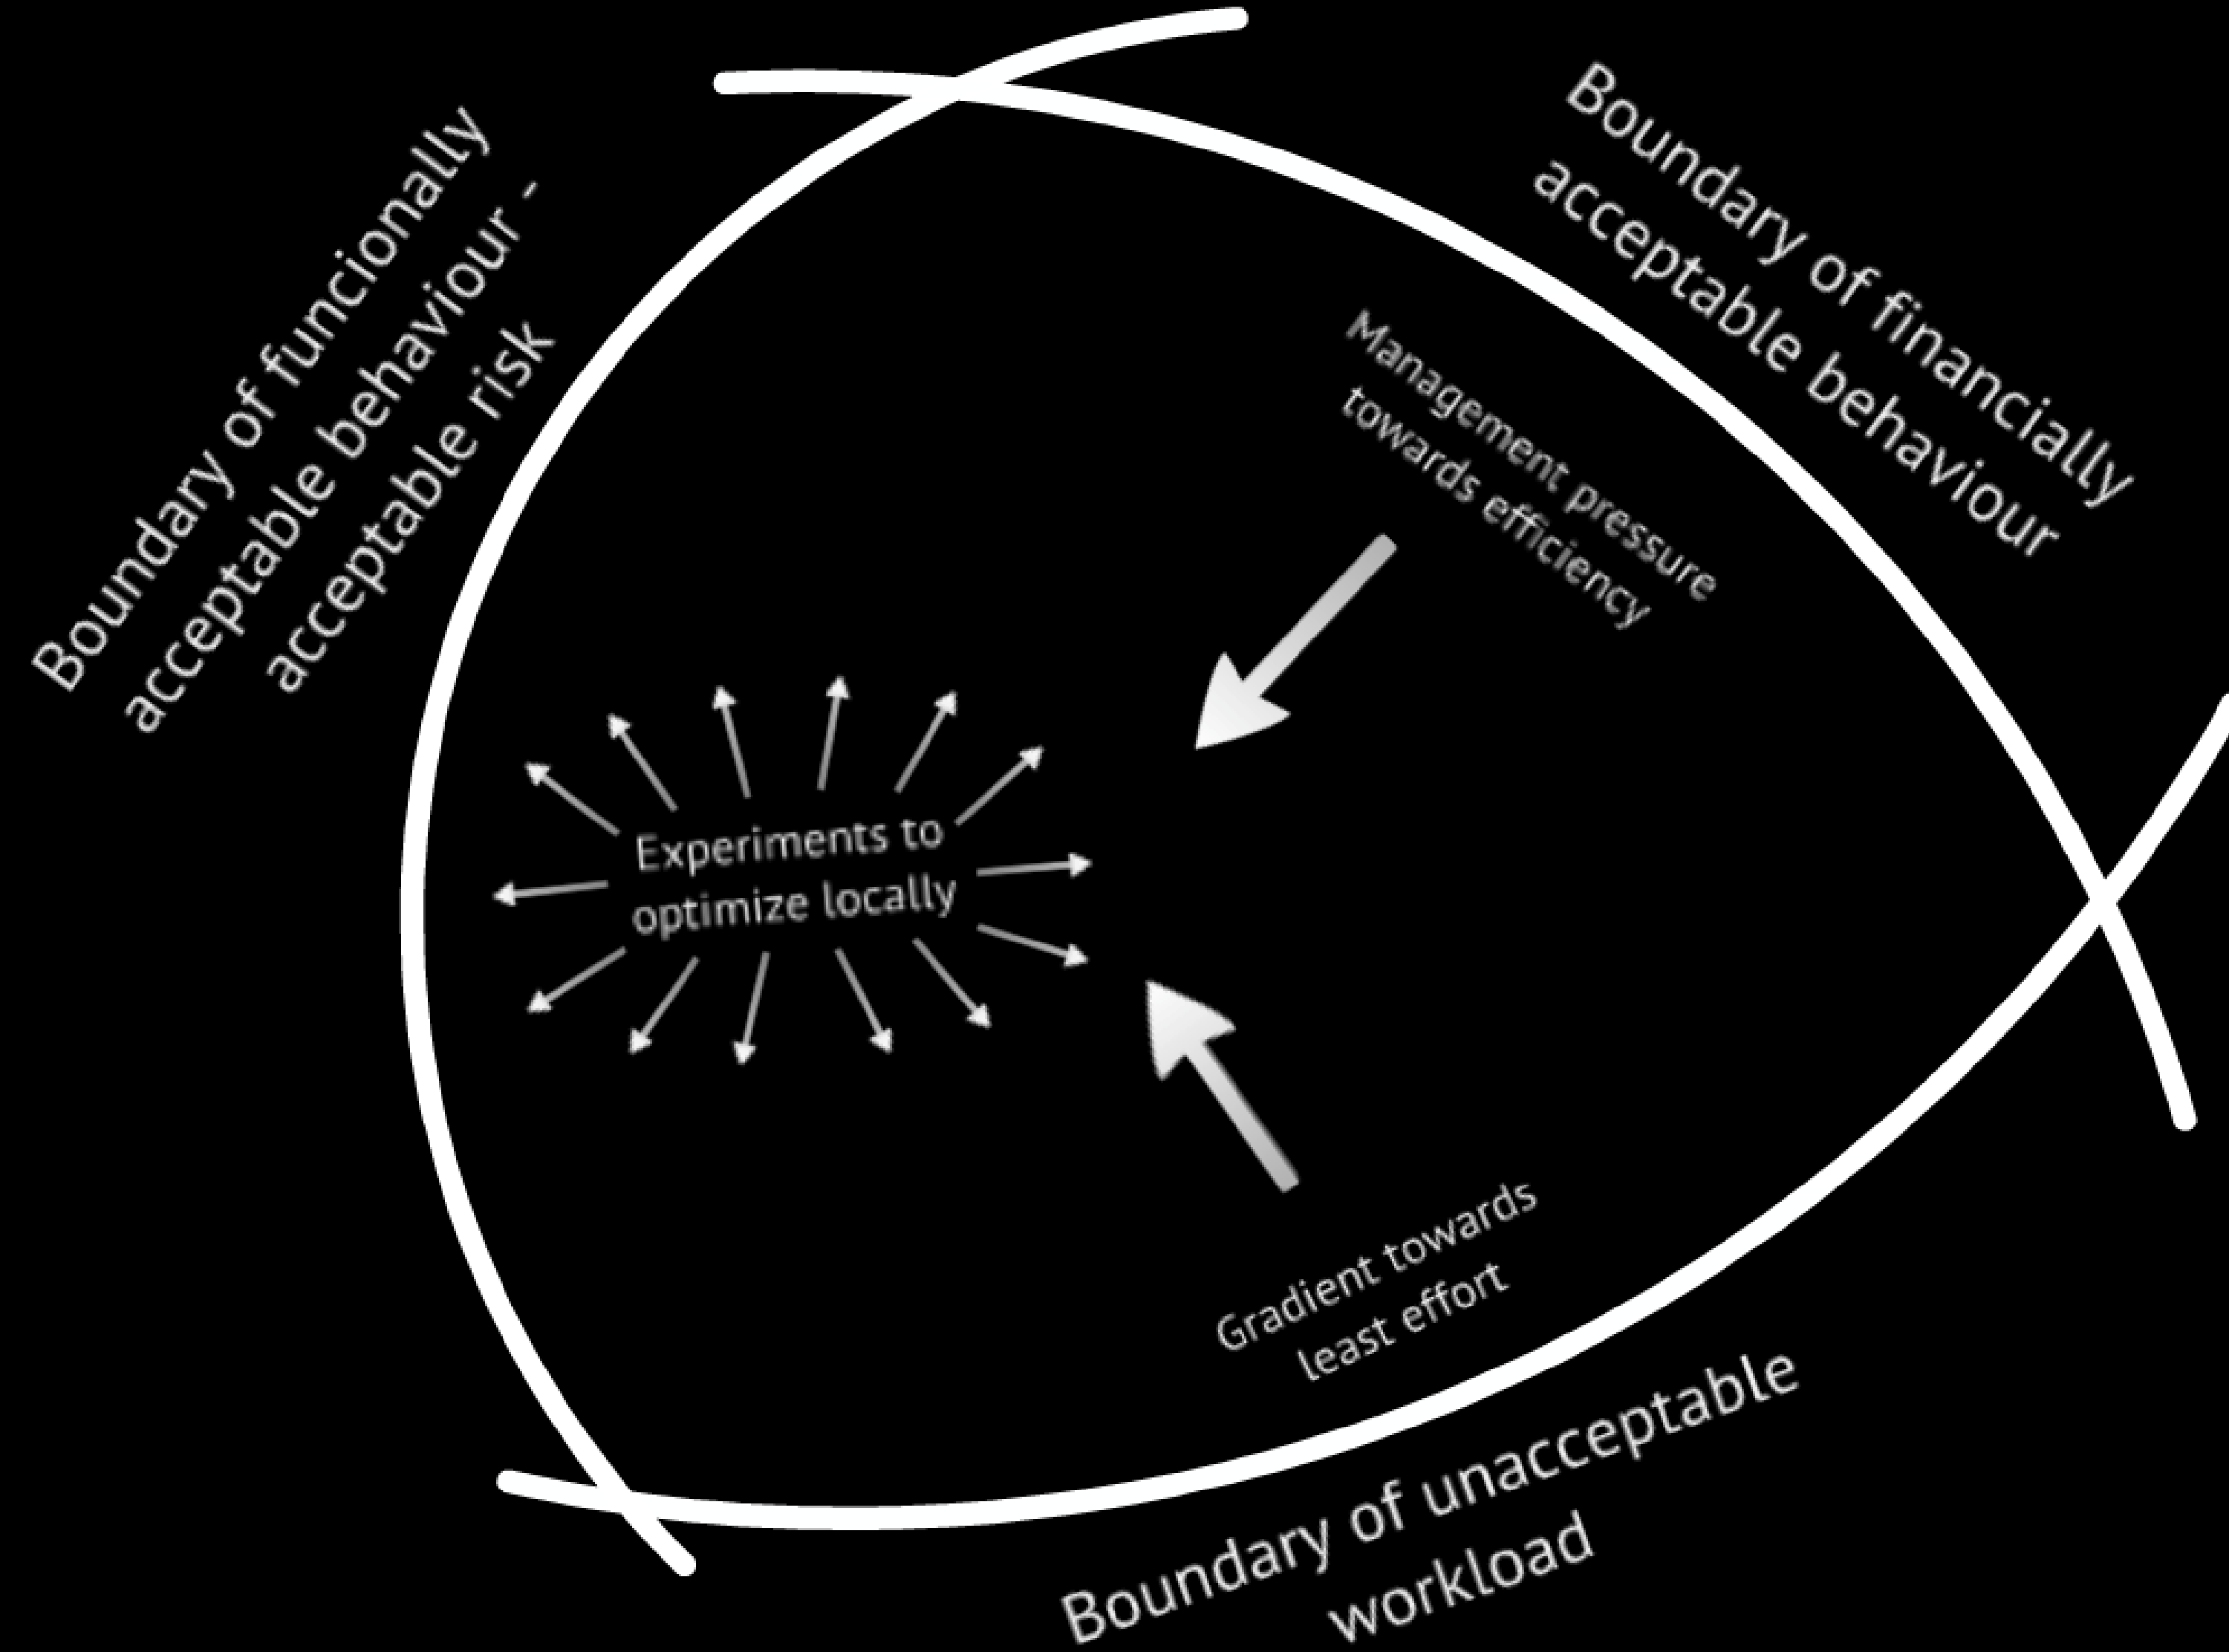 Boundary of funcionally
acceptable behaviour -
acceptable risk
Boundary of financially
acceptable behaviour
Management pressure
towards efficiency
Experiments to
optimize locally
Gradient towards
least effort
Boundary of unacceptable
workload